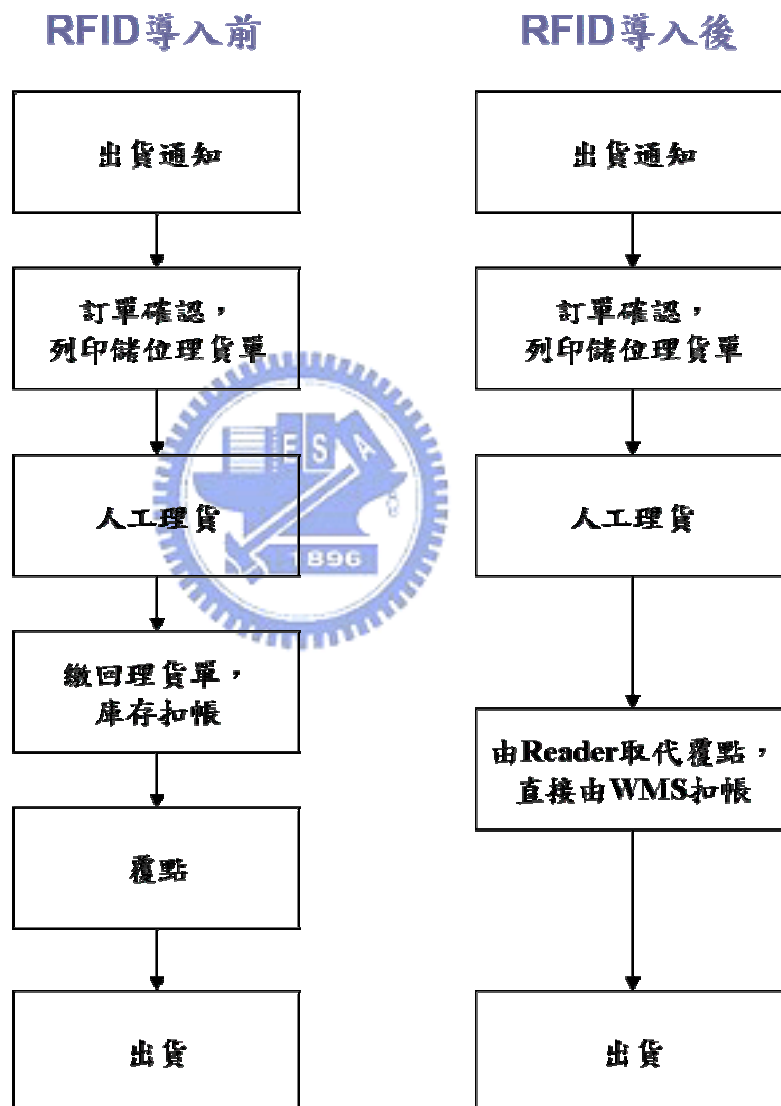 RFID導入前
出貨通知
訂單確認，
列印儲位理貨單
人工理貨
繳回理貨單，
庫存扣帳
覆點
出貨
RFID導入後
出貨通知
訂單確認，
列印儲位理貨單
人工理貨
由Reader取代覆點，
直接由WMS扣帳
出貨
E S A
1896